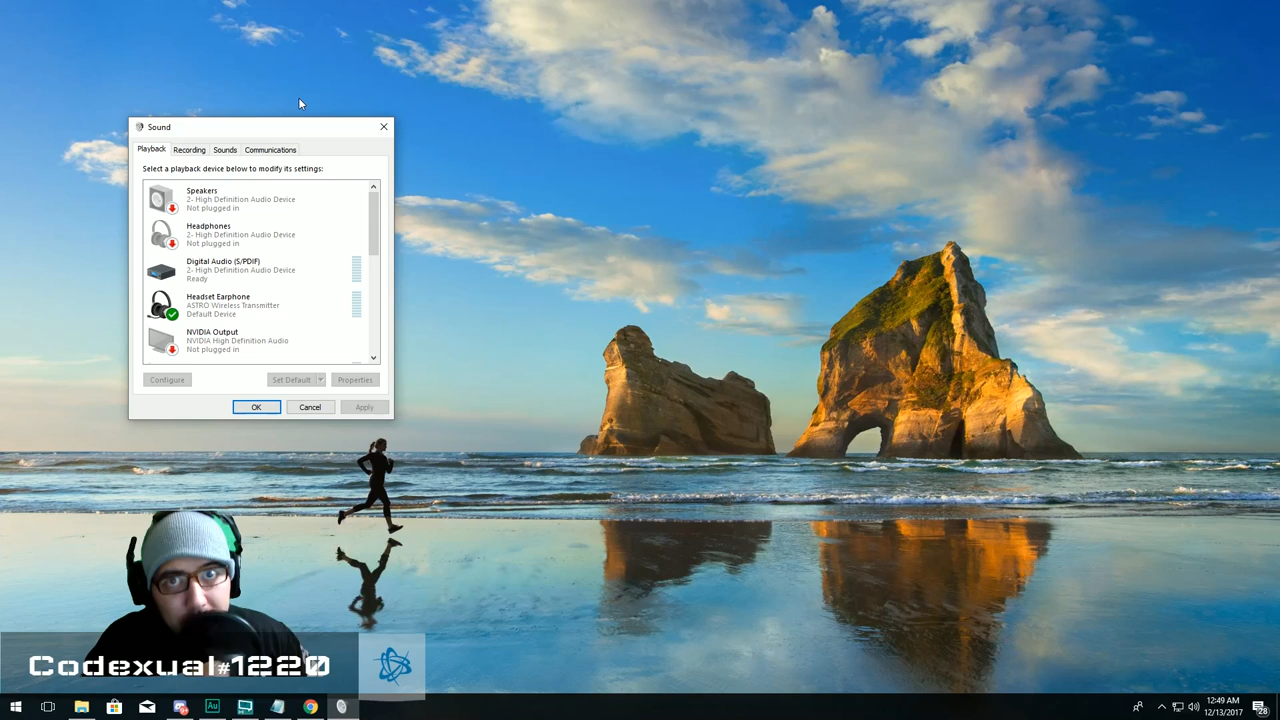 Sound
Playback Recording Sounds Communications
Select a playback device below to modify its settings:
Speakers
2- High Definition Audio Device
Not plugged in
Headphones
2- High Definition Audio Device
Not plugged in
Digital Audio (S/PDIF)
2- High Definition Audio Device
Ready
Headset Earphone
ASTRO Wireless Transmitter
Default Device
NVIDIA Output
NVIDIA High Definition Audio
Not plugged in
Configure Set Default Properties
OK Cancel Apply
Codexual#1220
Au
12:49 AM
12/13/2017
28